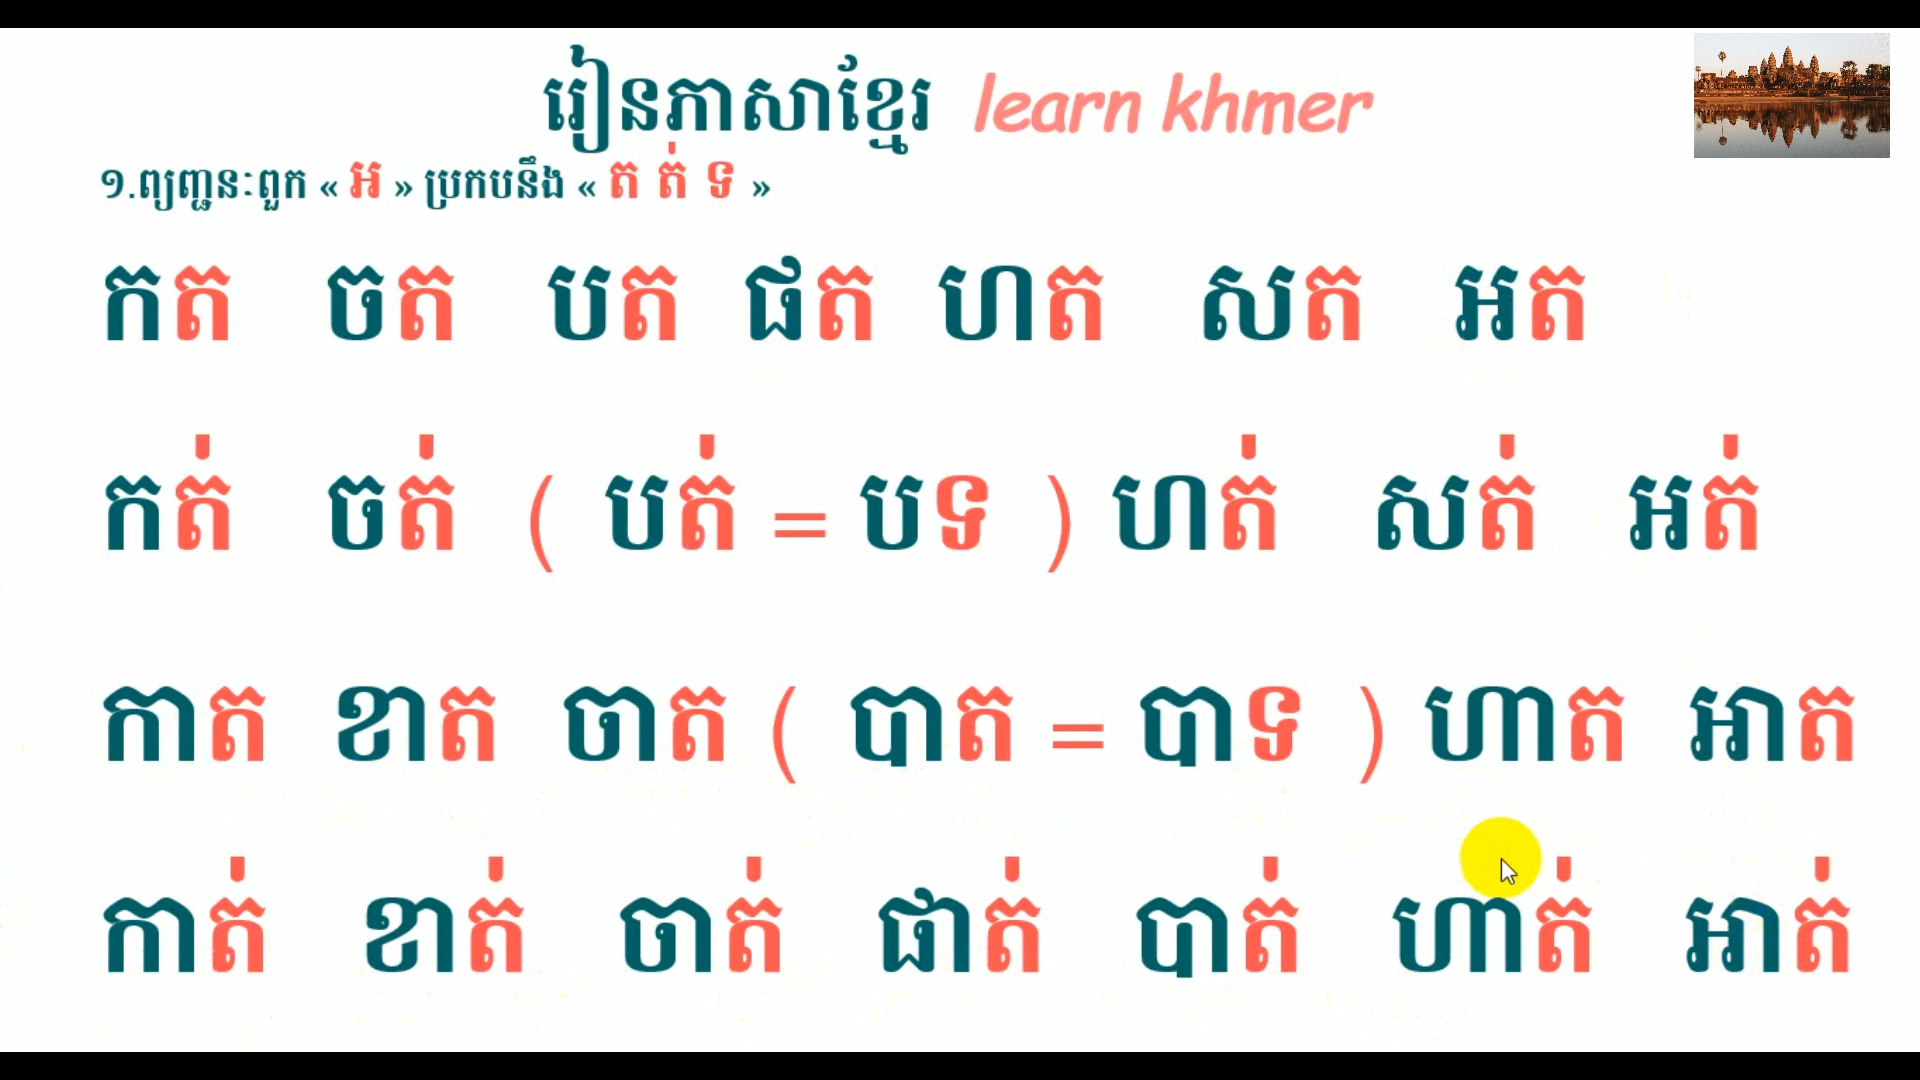 រៀនភាសាខ្មែរ learn khmer
១.ព្យញ្ជនៈពួក « អ » ប្រកបនឹង « ត ត់ ទ »
កត ចត បត ផត ហត សត អត
កត់ ចត់ ( បត់ = បទ ) ហត់ សត់ អត់
កាត ខាត ចាត ( បាត = បាទ ) ហាត អាត
កាត់ ខាត់ ចាត់ ផាត់ បាត់ ហាត់ អាត់